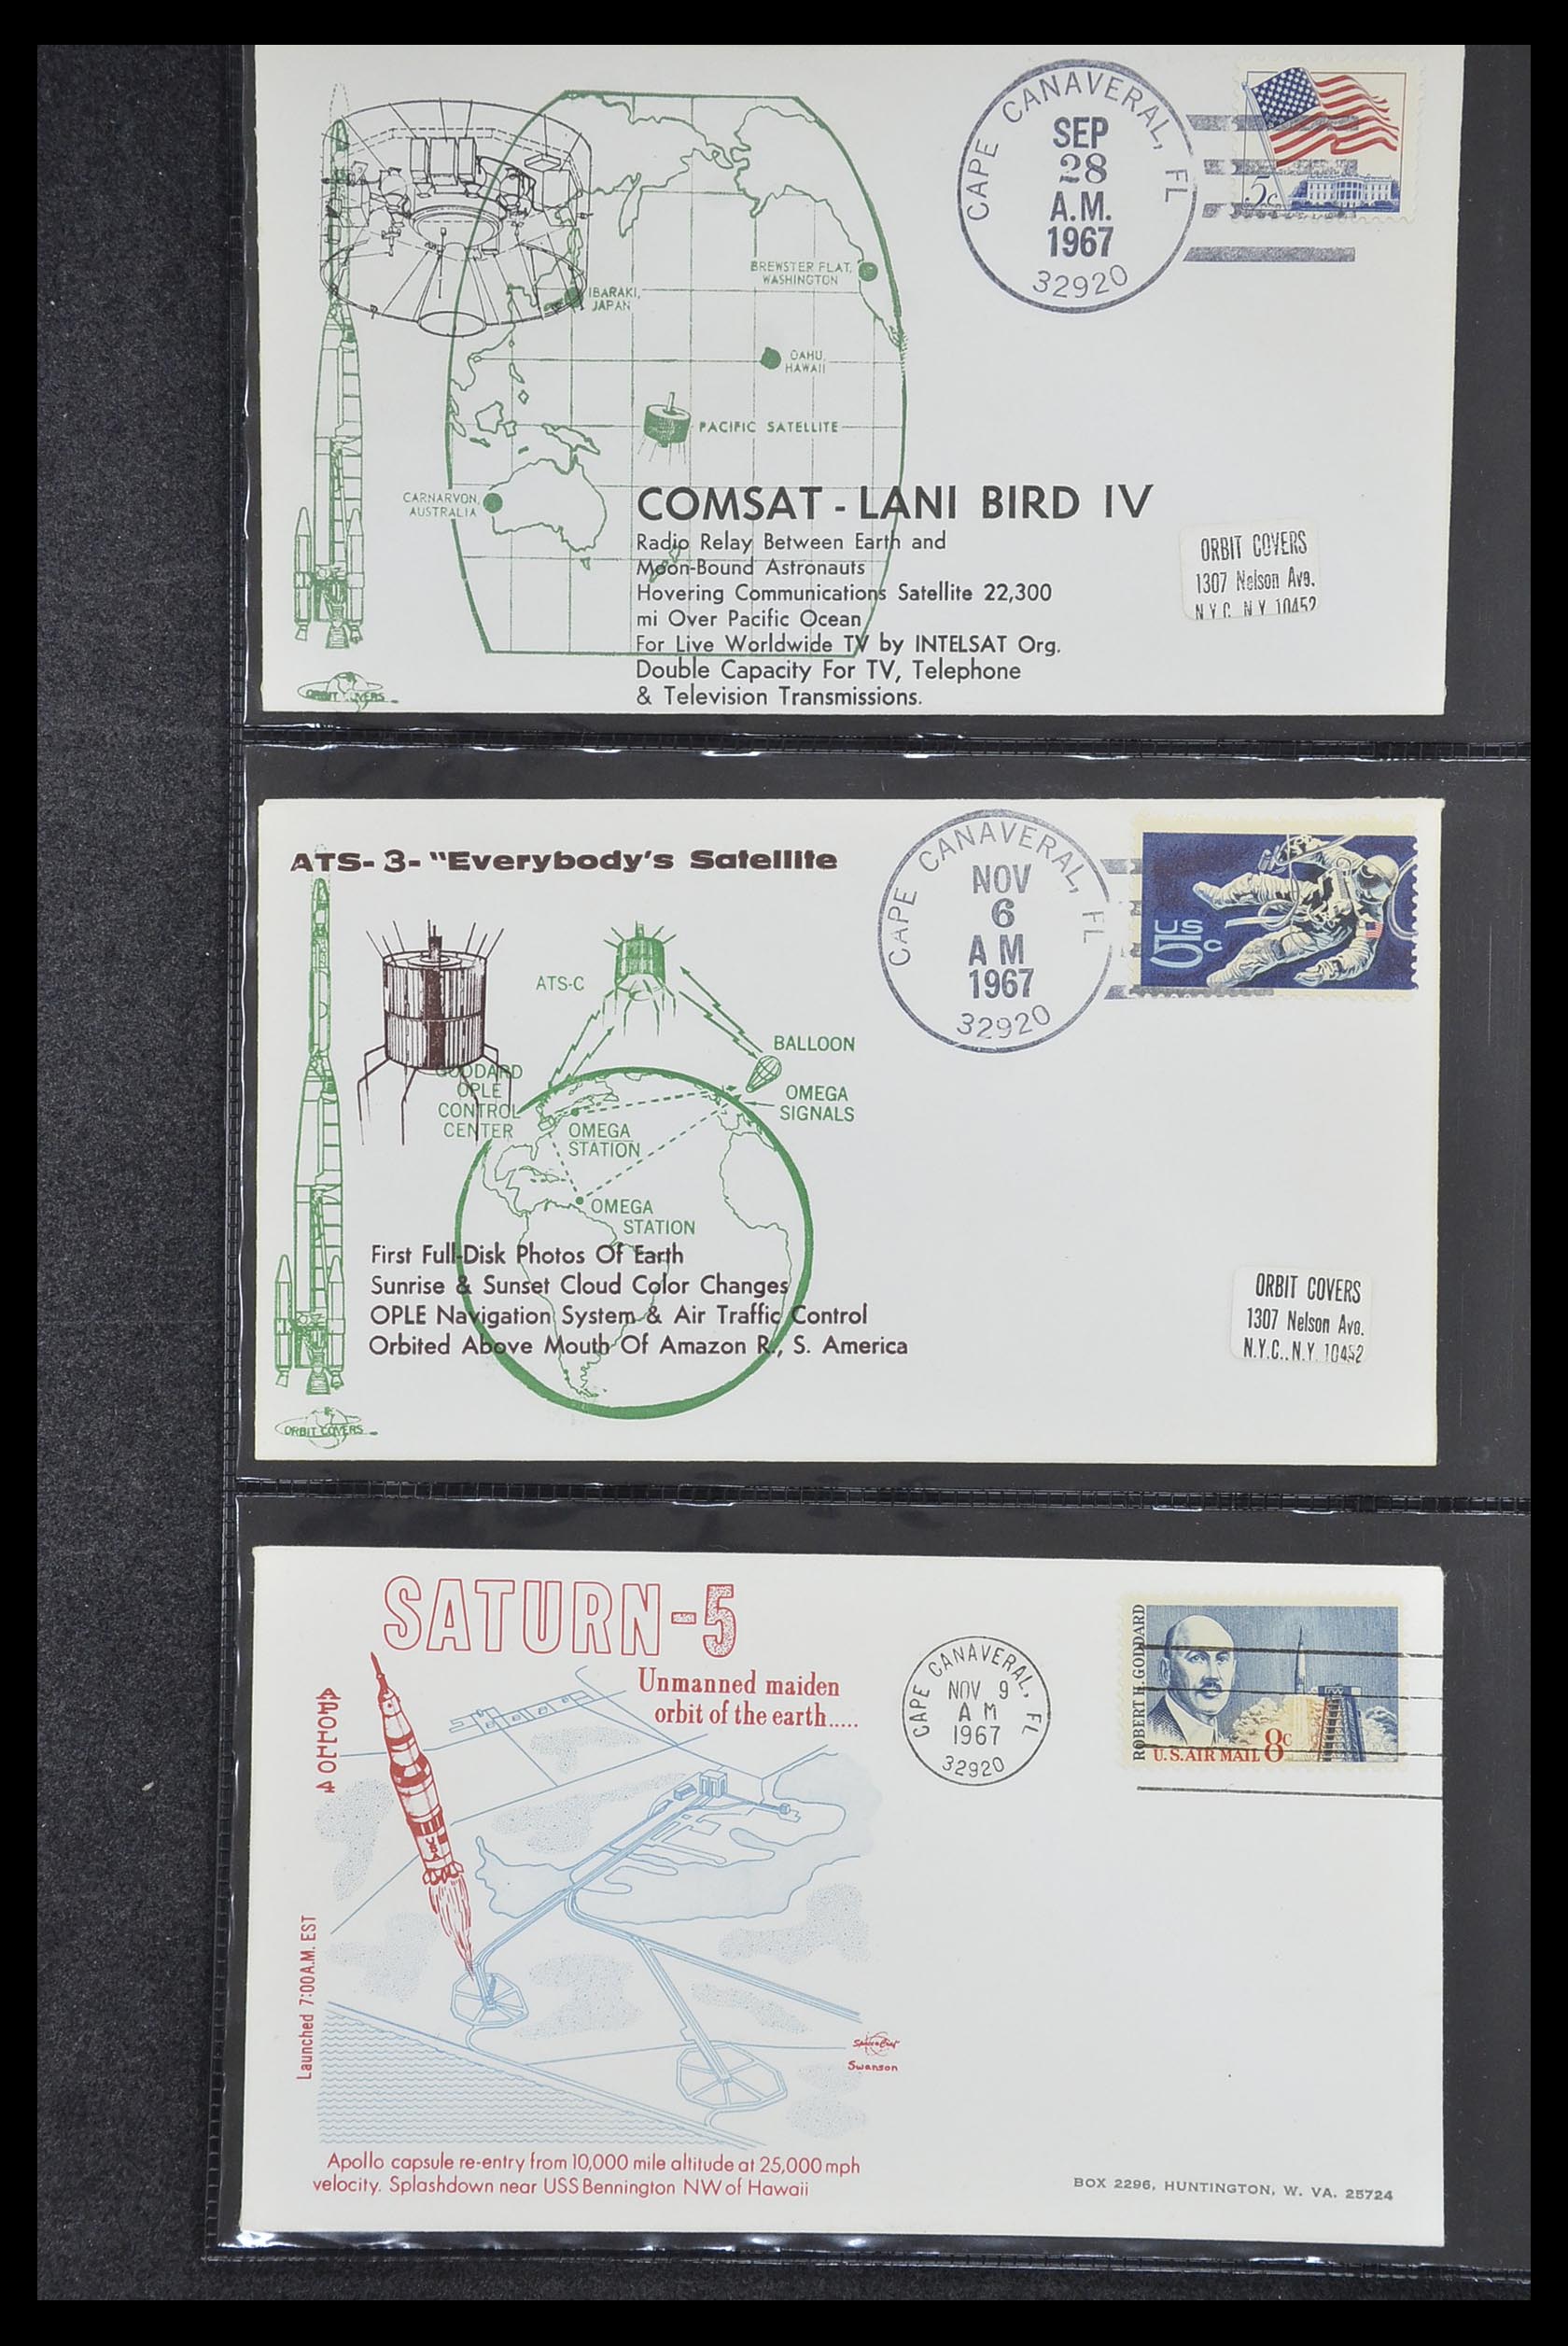 CAPE CANAVERAL, FL
SEP
28
A.M.
1967
32920
5c
BREWSTER FLAT,
WASHINGTON
IBARAKI,
JAPAN
OAHU,
HAWAII
PACIFIC SATELLITE
CARNARVON,
AUSTRALIA
COMSAT - LANI BIRD IV
Radio Relay Between Earth and
Moon-Bound Astronauts
Hovering Communications Satellite 22,300
mi Over Pacific Ocean
For Live Worldwide TV by INTELSAT Org.
Double Capacity For TV, Telephone
& Television Transmissions.
ORBIT COVERS
1307 Nelson Ave.
N.Y.C. N.Y. 10452
ORBIT COVERS
ATS-3-"Everybody's Satellite
CAPE CANAVERAL, FL
NOV
6
AM
1967
32920
US
5c
ATS-C
BALLOON
GODDARD
OPLE
CONTROL
CENTER
OMEGA
SIGNALS
OMEGA
STATION
OMEGA
STATION
First Full-Disk Photos Of Earth
Sunrise & Sunset Cloud Color Changes
OPLE Navigation System & Air Traffic Control
Orbited Above Mouth Of Amazon R., S. America
ORBIT COVERS
1307 Nelson Ave.
N.Y.C., N.Y. 10452
ORBIT COVERS
SATURN-5
Unmanned maiden
orbit of the earth.....
APOLLO 4
USA
Launched 7:00A.M. EST
CAPE CANAVERAL, FL
NOV 9
AM
1967
32920
ROBERT H. GODDARD
U.S. AIR MAIL 8c
Swanson
Apollo capsule re-entry from 10,000 mile altitude at 25,000 mph
velocity. Splashdown near USS Bennington NW of Hawaii
BOX 2296, HUNTINGTON, W. VA. 25724